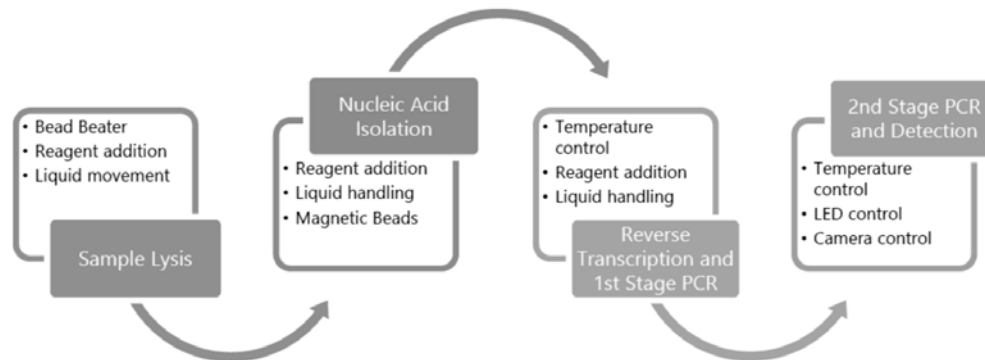 • Bead Beater
• Reagent addition
• Liquid movement
Sample Lysis
Nucleic Acid
Isolation
• Reagent addition
• Liquid handling
• Magnetic Beads
• Temperature
control
• Reagent addition
• Liquid handling
Reverse
Transcription and
1st Stage PCR
2nd Stage PCR
and Detection
• Temperature
control
• LED control
• Camera control